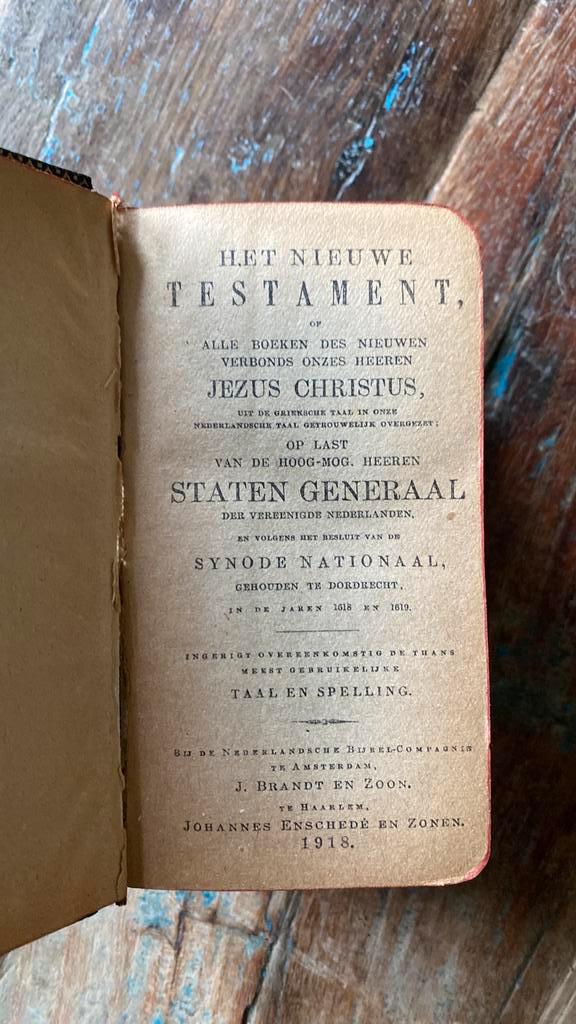 HET NIEUWE
TESTAMENT,
OF
ALLE BOEKEN DES NIEUWEN
VERBONDS ONZES HEEREN
JEZUS CHRISTUS,
UIT DE GRIEKSCHE TAAL IN ONZE
NEDERLANDSCHE TAAL GETROUWELIJK OVERGEZET;
OP LAST
VAN DE HOOG-MOG. HEEREN
STATEN GENERAAL
DER VEREENIGDE NEDERLANDEN,
EN VOLGENS HET BESLUIT VAN DE
SYNODE NATIONAAL,
GEHOUDEN TE DORDRECHT,
IN DE JAREN 1618 EN 1619.
INGERIGT OVEREENKOMSTIG DE THANS
MEEST GEBRUIKELIJKE
TAAL EN SPELLING.
BIJ DE NEDERLANDSCHE BIJBEL-COMPAGNIE
TE AMSTERDAM,
J. BRANDT EN ZOON.
TE HAARLEM,
JOHANNES ENSCHEDÉ EN ZONEN.
1918.